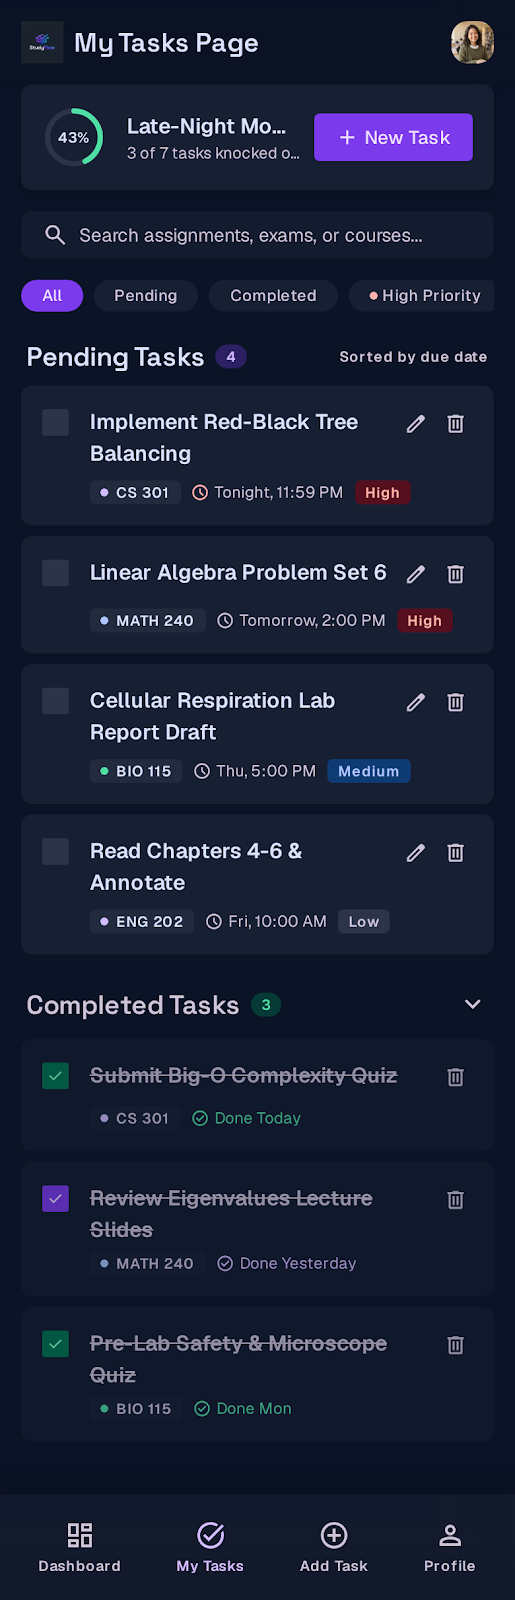 StudyFlow
My Tasks Page
43%
Late-Night Mo...
3 of 7 tasks knocked o...
+ New Task
Search assignments, exams, or courses...
All
Pending
Completed
High Priority
Pending Tasks 4
Sorted by due date
Implement Red-Black Tree
Balancing
CS 301 Tonight, 11:59 PM High
Linear Algebra Problem Set 6
MATH 240 Tomorrow, 2:00 PM High
Cellular Respiration Lab
Report Draft
BIO 115 Thu, 5:00 PM Medium
Read Chapters 4-6 &
Annotate
ENG 202 Fri, 10:00 AM Low
Completed Tasks 3
Submit Big-O Complexity Quiz
CS 301 Done Today
Review Eigenvalues Lecture
Slides
MATH 240 Done Yesterday
Pre-Lab Safety & Microscope
Quiz
BIO 115 Done Mon
Dashboard
My Tasks
Add Task
Profile